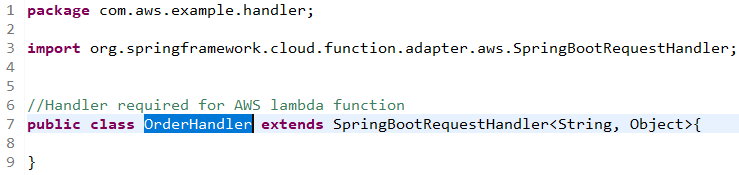 1 package com.aws.example.handler;
2
3 import org.springframework.cloud.function.adapter.aws.SpringBootRequestHandler;
4
5
6 //Handler required for AWS lambda function
7 public class OrderHandler extends SpringBootRequestHandler<String, Object>{
8
9 }